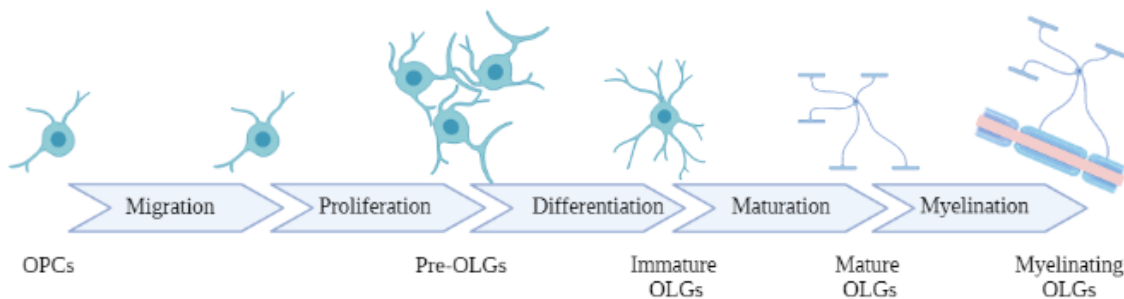 Migration
Proliferation
Differentiation
Maturation
Myelination
OPCs
Pre-OLGs
Immature
OLGs
Mature
OLGs
Myelinating
OLGs